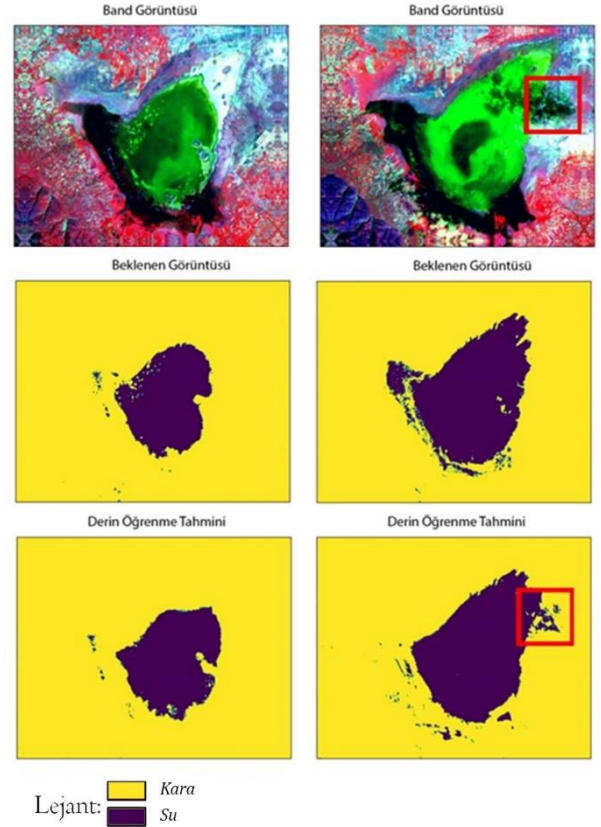 Band Görüntüsü
Band Görüntüsü
Beklenen Görüntüsü
Beklenen Görüntüsü
Derin Öğrenme Tahmini
Derin Öğrenme Tahmini
Lejant:
Kara
Su